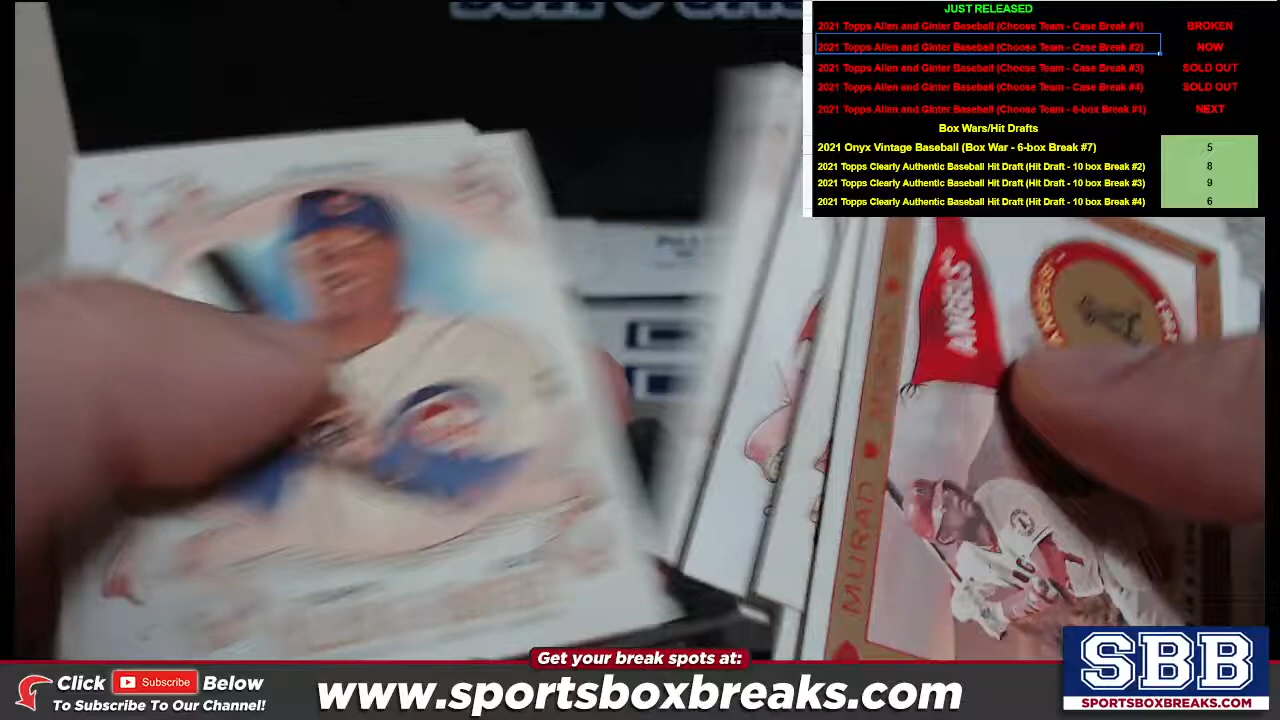 JUST RELEASED
2021 Topps Allen and Ginter Baseball (Choose Team - Case Break #1) BROKEN
2021 Topps Allen and Ginter Baseball (Choose Team - Case Break #2) NOW
2021 Topps Allen and Ginter Baseball (Choose Team - Case Break #3) SOLD OUT
2021 Topps Allen and Ginter Baseball (Choose Team - Case Break #4) SOLD OUT
2021 Topps Allen and Ginter Baseball (Choose Team - 6-box Break #1) NEXT
Box Wars/Hit Drafts
2021 Onyx Vintage Baseball (Box War - 6-box Break #7) 5
2021 Topps Clearly Authentic Baseball Hit Draft (Hit Draft - 10 box Break #2) 8
2021 Topps Clearly Authentic Baseball Hit Draft (Hit Draft - 10 box Break #3) 9
2021 Topps Clearly Authentic Baseball Hit Draft (Hit Draft - 10 box Break #4) 6
ANGELS
MURAD
Get your break spots at:
Click Subscribe Below
To Subscribe To Our Channel!
www.sportsboxbreaks.com
SBB
SPORTSBOXBREAKS.COM